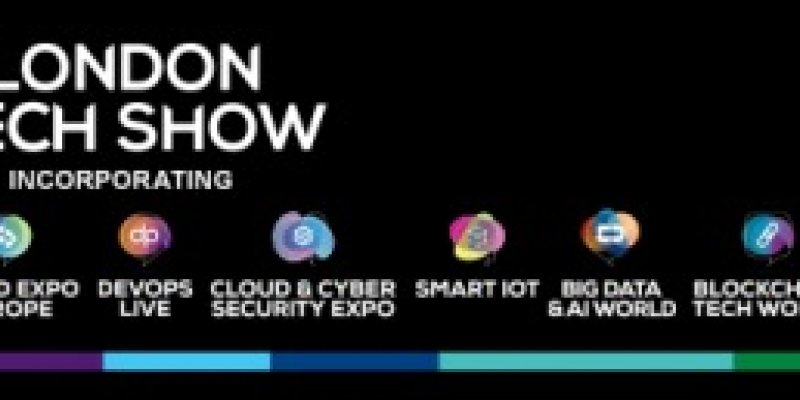 LONDON
ECH SHOW
INCORPORATING
D EXPO
ROPE
DEVOPS
LIVE
CLOUD & CYBER
SECURITY EXPO
SMART IOT
BIG DATA
& AI WORLD
BLOCKCH
TECH WO